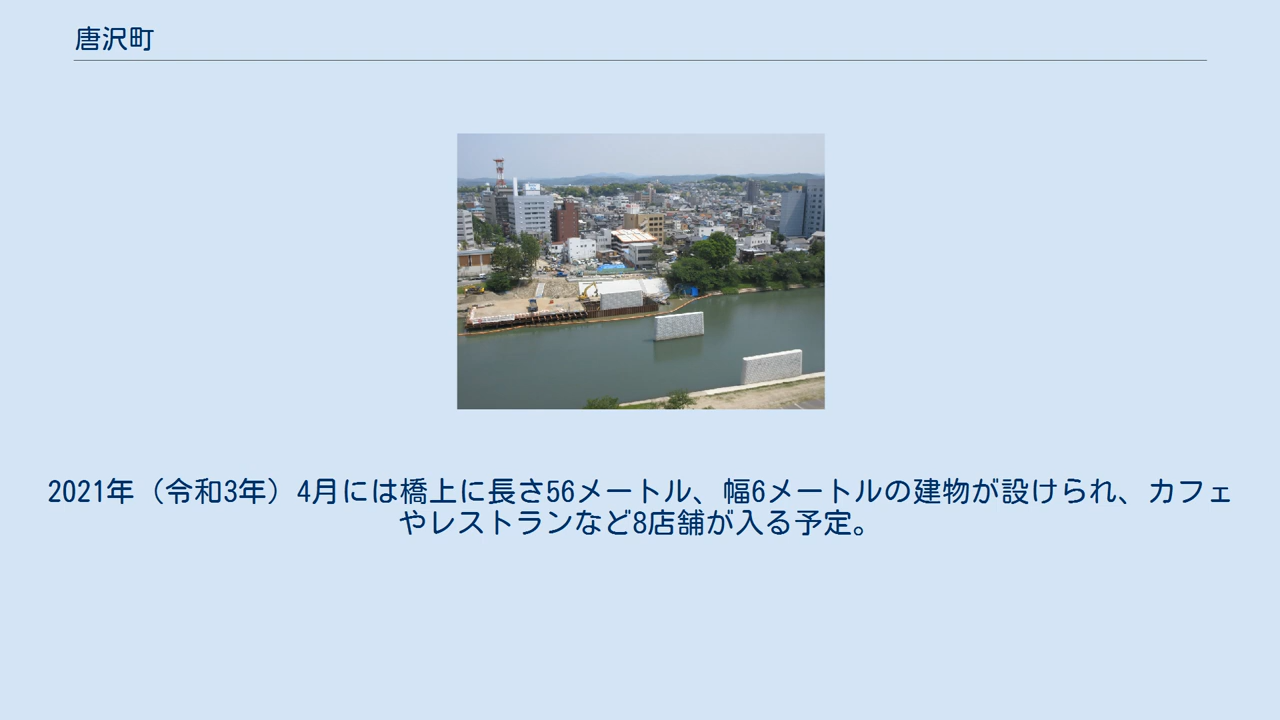 唐沢町
2021年（令和3年）4月には橋上に長さ56メートル、幅6メートルの建物が設けられ、カフェ
やレストランなど8店舗が入る予定。